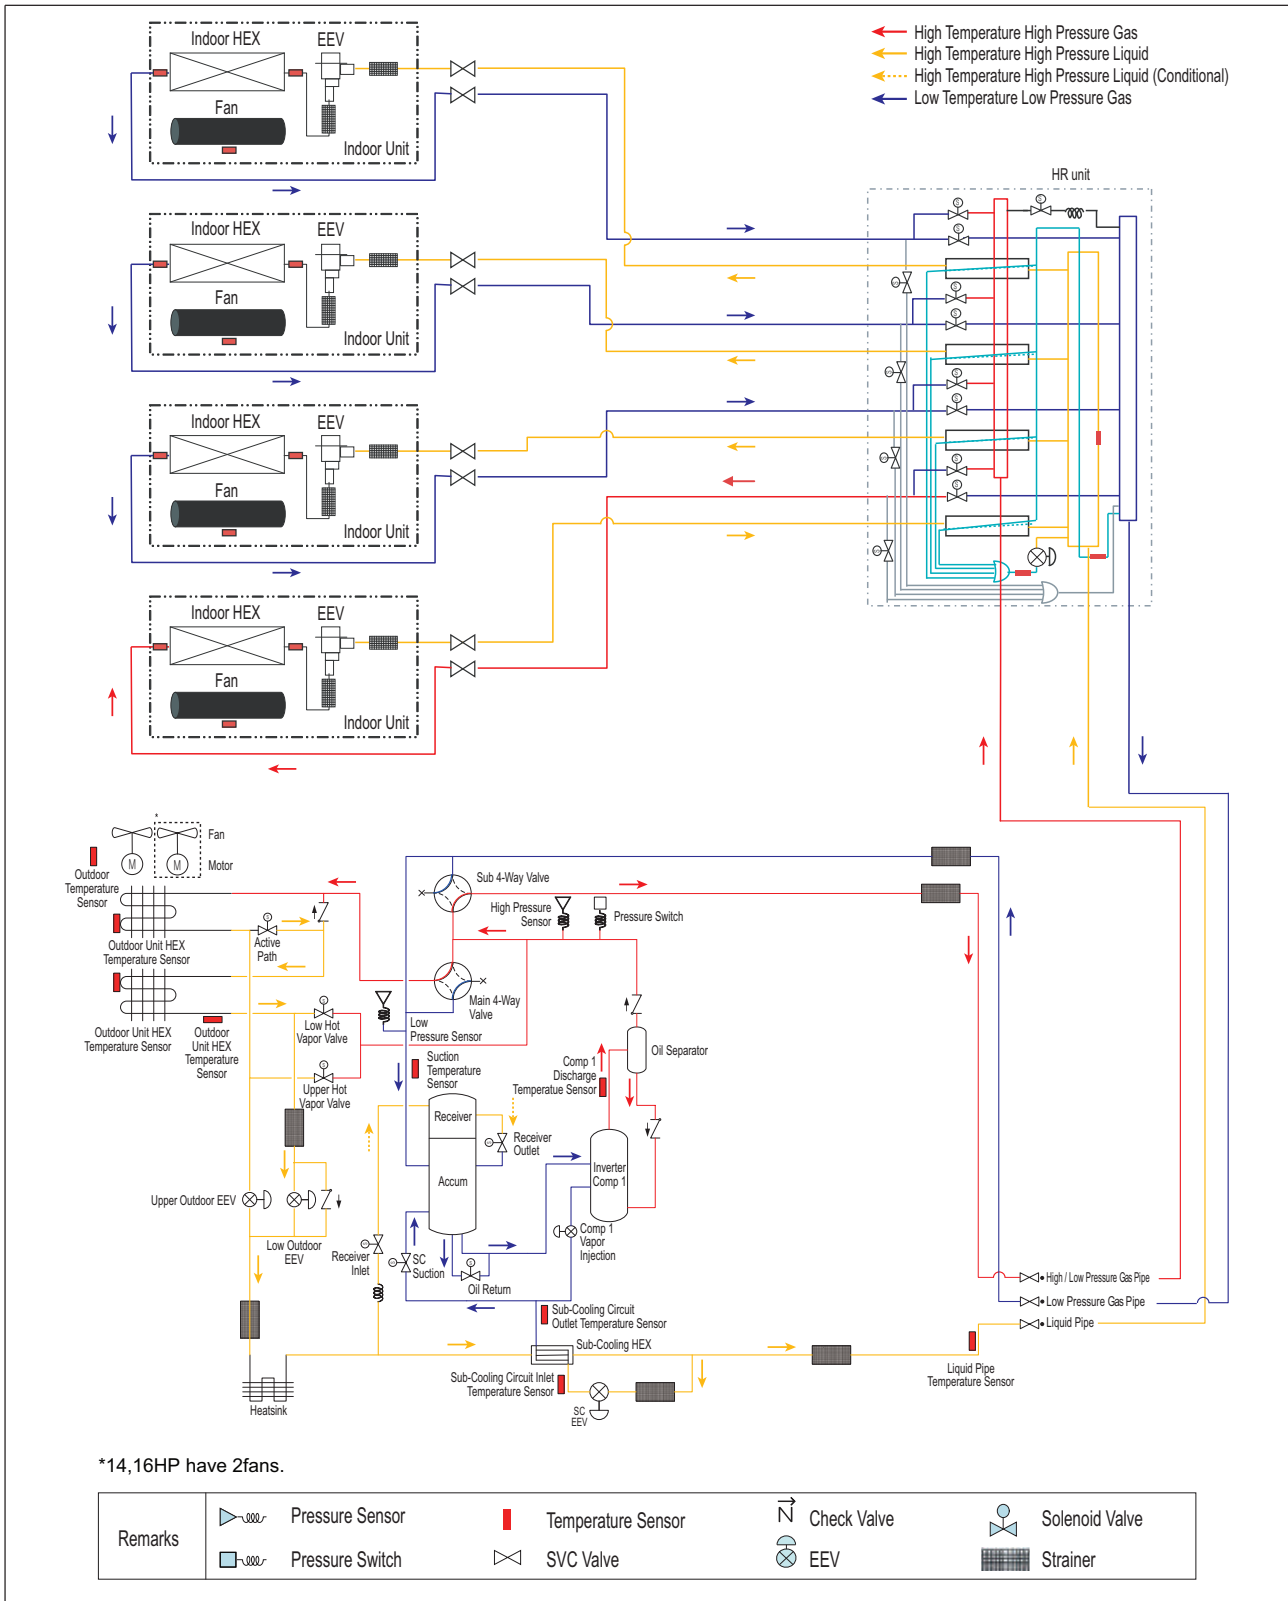 High Temperature High Pressure Gas
High Temperature High Pressure Liquid
High Temperature High Pressure Liquid (Conditional)
Low Temperature Low Pressure Gas
Indoor HEX
EEV
Fan
Indoor Unit
Indoor HEX
EEV
Fan
Indoor Unit
Indoor HEX
EEV
Fan
Indoor Unit
Indoor HEX
EEV
Fan
Indoor Unit
HR unit
S
S
S
S
S
S
S
S
S
S
S
S
S
*
Fan
M
M
Motor
Outdoor
Temperature
Sensor
Sub 4-Way Valve
High Pressure
Sensor
Pressure Switch
S
Active
Path
Outdoor Unit HEX
Temperature Sensor
Main 4-Way
Valve
Outdoor Unit HEX
Temperature Sensor
Outdoor
Unit HEX
Temperature
Sensor
S
Low Hot
Vapor Valve
S
Upper Hot
Vapor Valve
Low
Pressure Sensor
Suction
Temperature
Sensor
Oil Separator
Comp 1
Discharge
Temperatue Sensor
Receiver
S
Receiver
Outlet
Accum
Inverter
Comp 1
Upper Outdoor EEV
Low Outdoor
EEV
S
Receiver
Inlet
S
SC
Suction
S
Oil Return
Comp 1
Vapor
Injection
Sub-Cooling Circuit
Outlet Temperature Sensor
Sub-Cooling HEX
Sub-Cooling Circuit Inlet
Temperature Sensor
SC
EEV
Heatsink
High / Low Pressure Gas Pipe
Low Pressure Gas Pipe
Liquid Pipe
Liquid Pipe
Temperature Sensor
*14,16HP have 2fans.
Remarks
Pressure Sensor
Temperature Sensor
Check Valve
Solenoid Valve
Pressure Switch
SVC Valve
EEV
Strainer